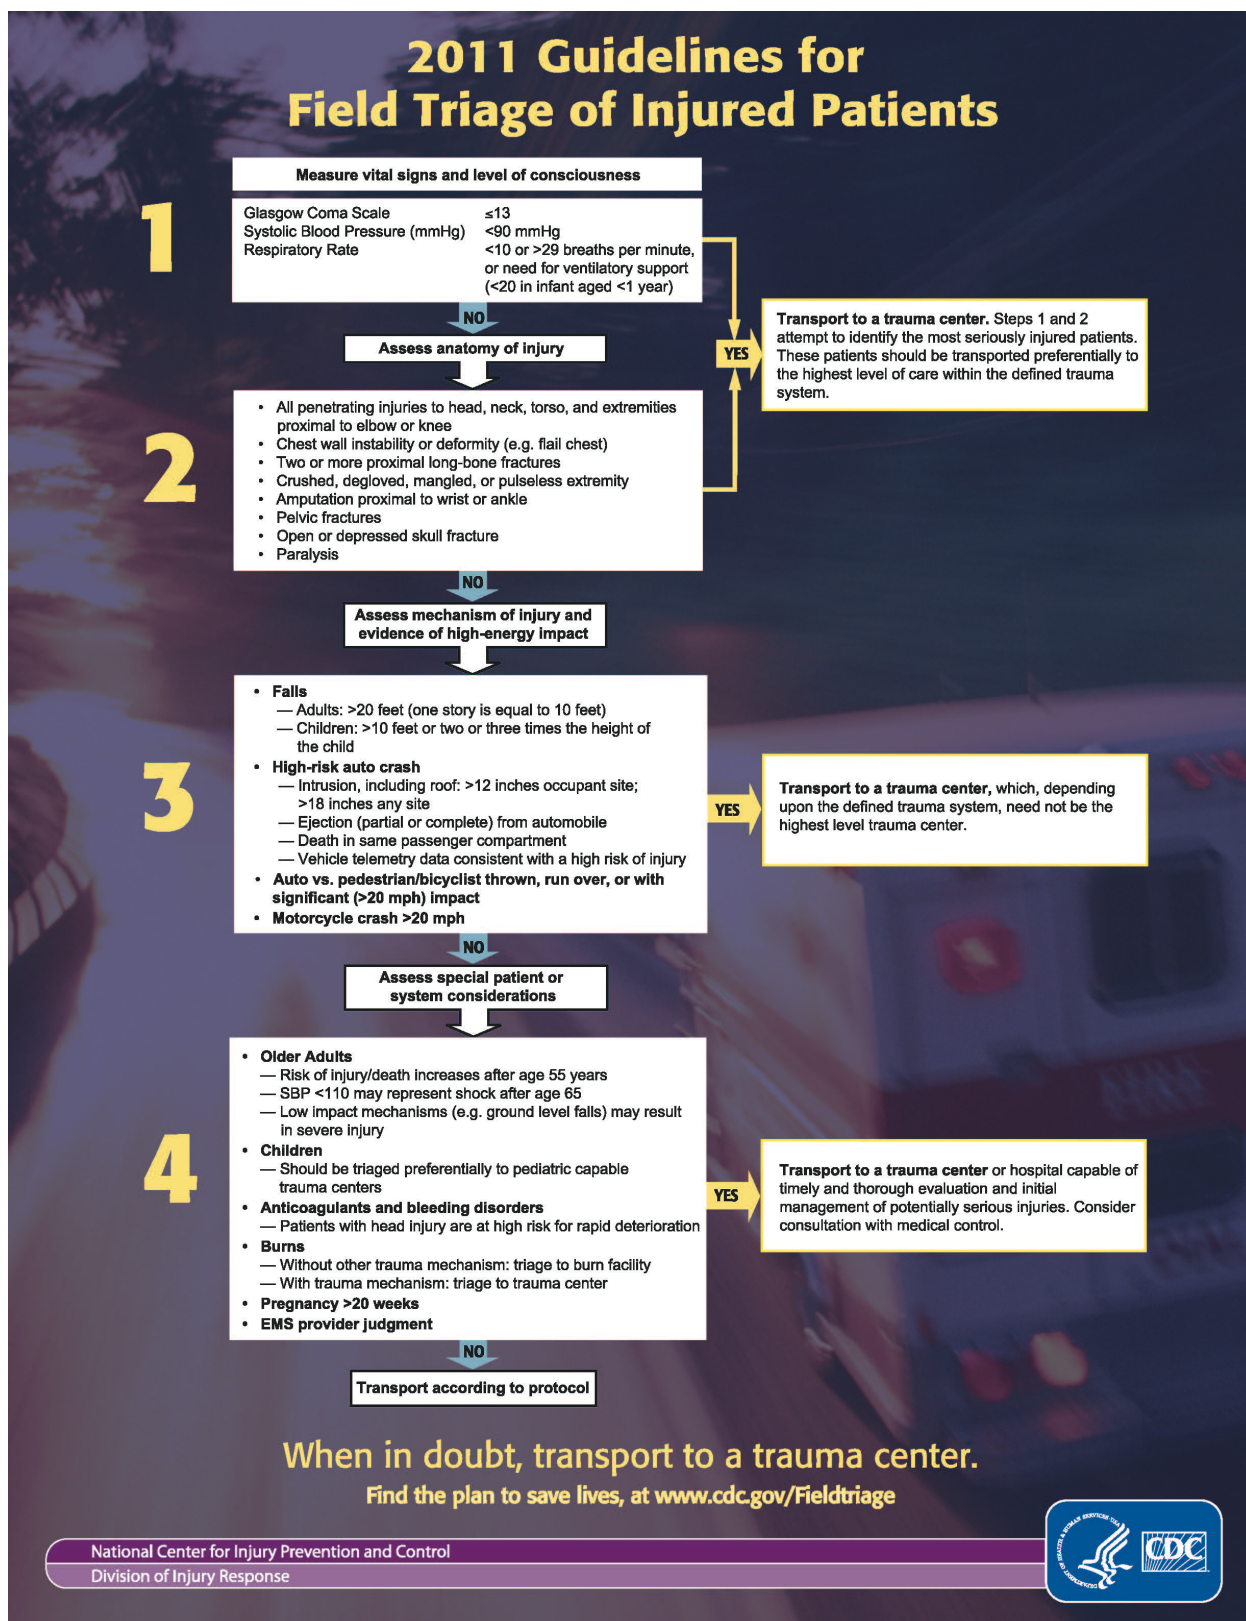 2011 Guidelines for
Field Triage of Injured Patients
1
Measure vital signs and level of consciousness
Glasgow Coma Scale ≤13
Systolic Blood Pressure (mmHg) <90 mmHg
Respiratory Rate <10 or >29 breaths per minute,
or need for ventilatory support
(<20 in infant aged <1 year)
NO
Assess anatomy of injury
YES
Transport to a trauma center. Steps 1 and 2
attempt to identify the most seriously injured patients.
These patients should be transported preferentially to
the highest level of care within the defined trauma
system.
2
• All penetrating injuries to head, neck, torso, and extremities
proximal to elbow or knee
• Chest wall instability or deformity (e.g. flail chest)
• Two or more proximal long-bone fractures
• Crushed, degloved, mangled, or pulseless extremity
• Amputation proximal to wrist or ankle
• Pelvic fractures
• Open or depressed skull fracture
• Paralysis
NO
Assess mechanism of injury and
evidence of high-energy impact
3
• Falls
— Adults: >20 feet (one story is equal to 10 feet)
— Children: >10 feet or two or three times the height of
the child
• High-risk auto crash
— Intrusion, including roof: >12 inches occupant site;
>18 inches any site
— Ejection (partial or complete) from automobile
— Death in same passenger compartment
— Vehicle telemetry data consistent with a high risk of injury
• Auto vs. pedestrian/bicyclist thrown, run over, or with
significant (>20 mph) impact
• Motorcycle crash >20 mph
YES
Transport to a trauma center, which, depending
upon the defined trauma system, need not be the
highest level trauma center.
NO
Assess special patient or
system considerations
4
• Older Adults
— Risk of injury/death increases after age 55 years
— SBP <110 may represent shock after age 65
— Low impact mechanisms (e.g. ground level falls) may result
in severe injury
• Children
— Should be triaged preferentially to pediatric capable
trauma centers
• Anticoagulants and bleeding disorders
— Patients with head injury are at high risk for rapid deterioration
• Burns
— Without other trauma mechanism: triage to burn facility
— With trauma mechanism: triage to trauma center
• Pregnancy >20 weeks
• EMS provider judgment
YES
Transport to a trauma center or hospital capable of
timely and thorough evaluation and initial
management of potentially serious injuries. Consider
consultation with medical control.
NO
Transport according to protocol
When in doubt, transport to a trauma center.
Find the plan to save lives, at www.cdc.gov/Fieldtriage
National Center for Injury Prevention and Control
Division of Injury Response
DEPARTMENT OF HEALTH & HUMAN SERVICES·USA
CDC